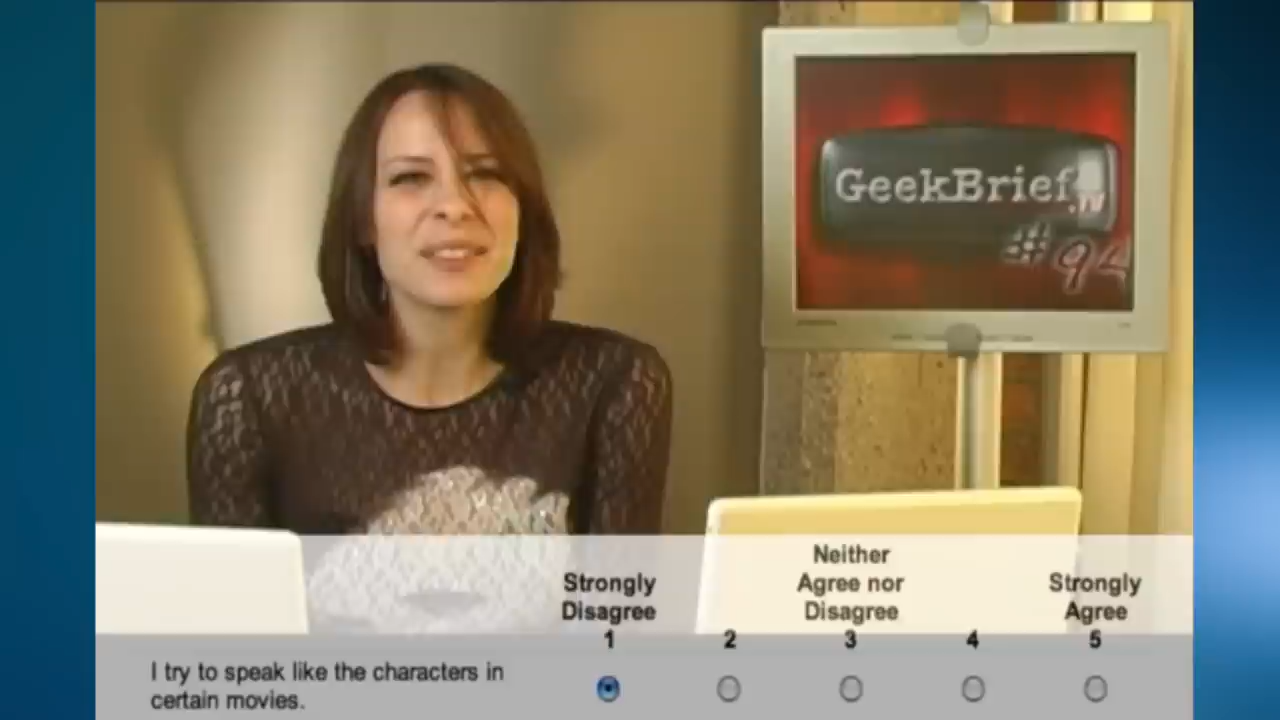 GeekBrief
.TV
#94
Strongly
Disagree
1
2
Neither
Agree nor
Disagree
3
4
Strongly
Agree
5
I try to speak like the characters in
certain movies.